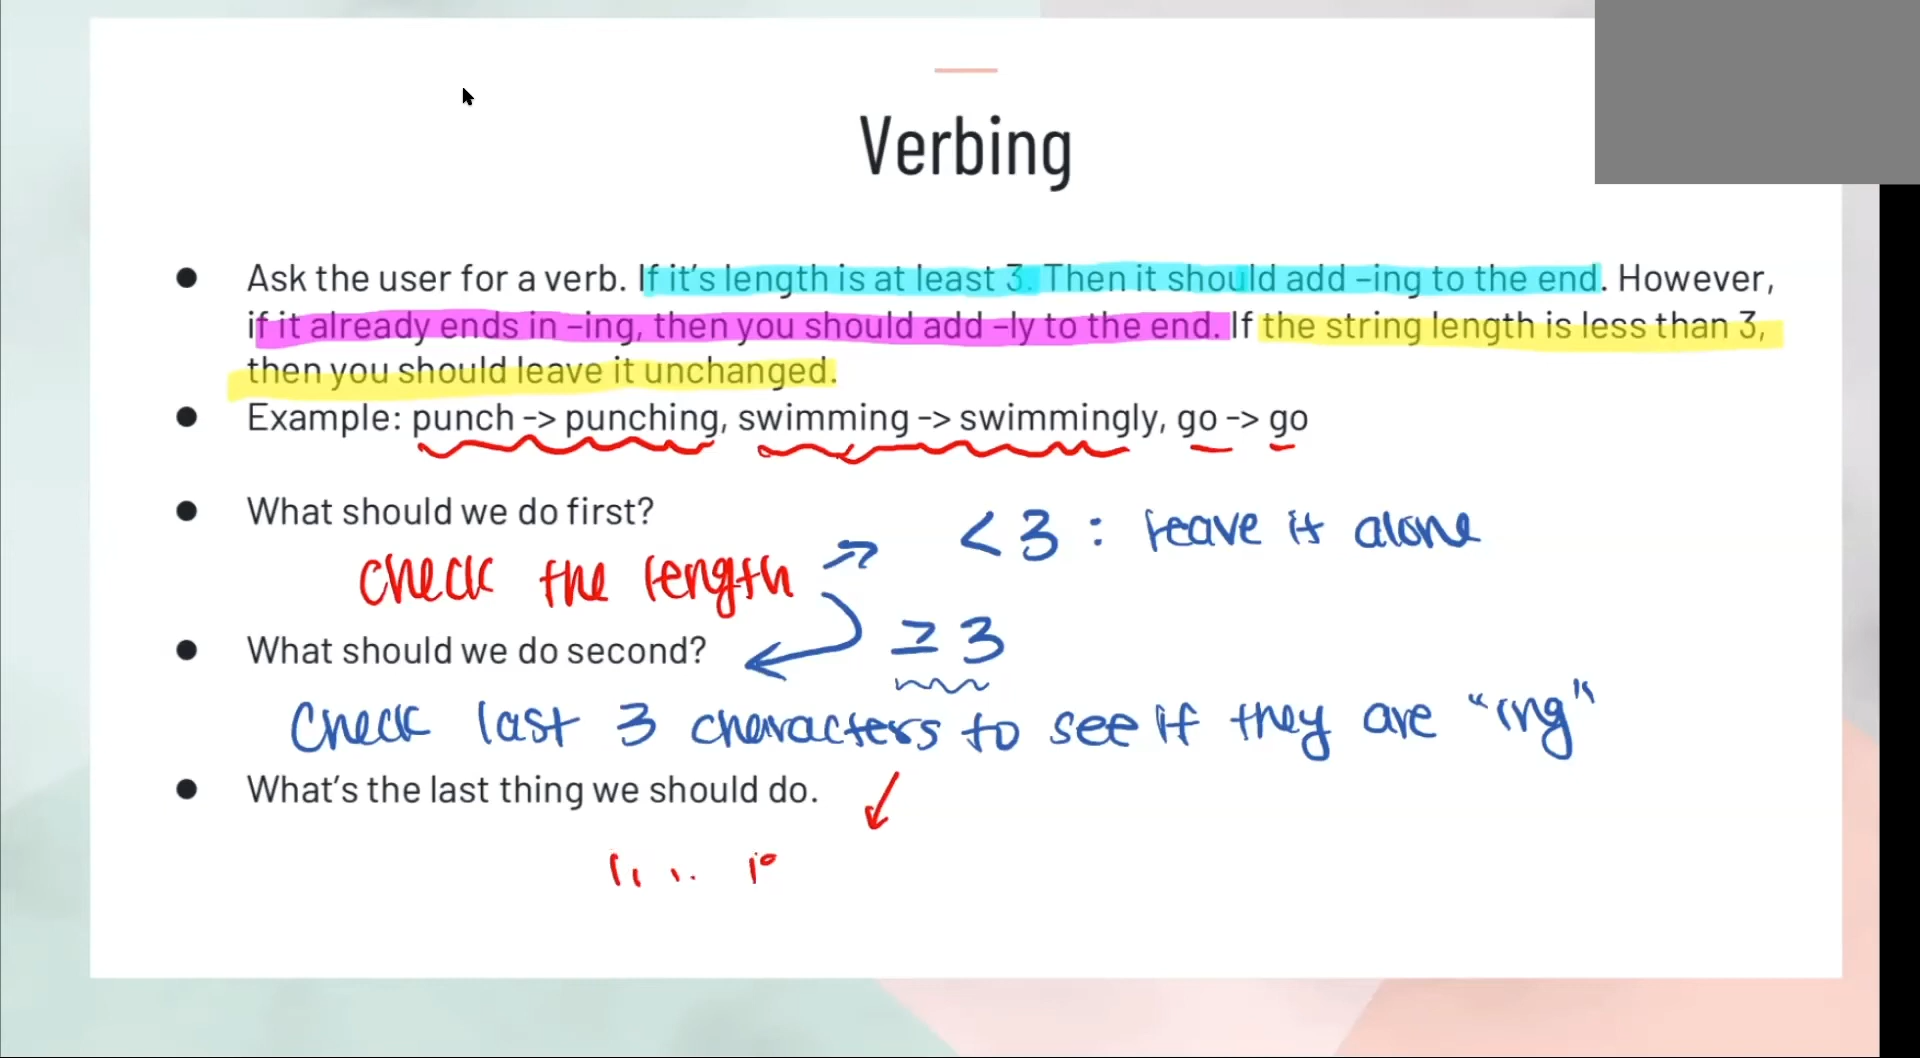 Verbing
● Ask the user for a verb. If it's length is at least 3. Then it should add –ing to the end. However,
if it already ends in –ing, then you should add –ly to the end. If the string length is less than 3,
then you should leave it unchanged.
● Example: punch -> punching, swimming -> swimmingly, go -> go
● What should we do first?
< 3 : leave it alone
check the length
● What should we do second?
≥ 3
Check last 3 characters to see if they are "ing"
● What's the last thing we should do.